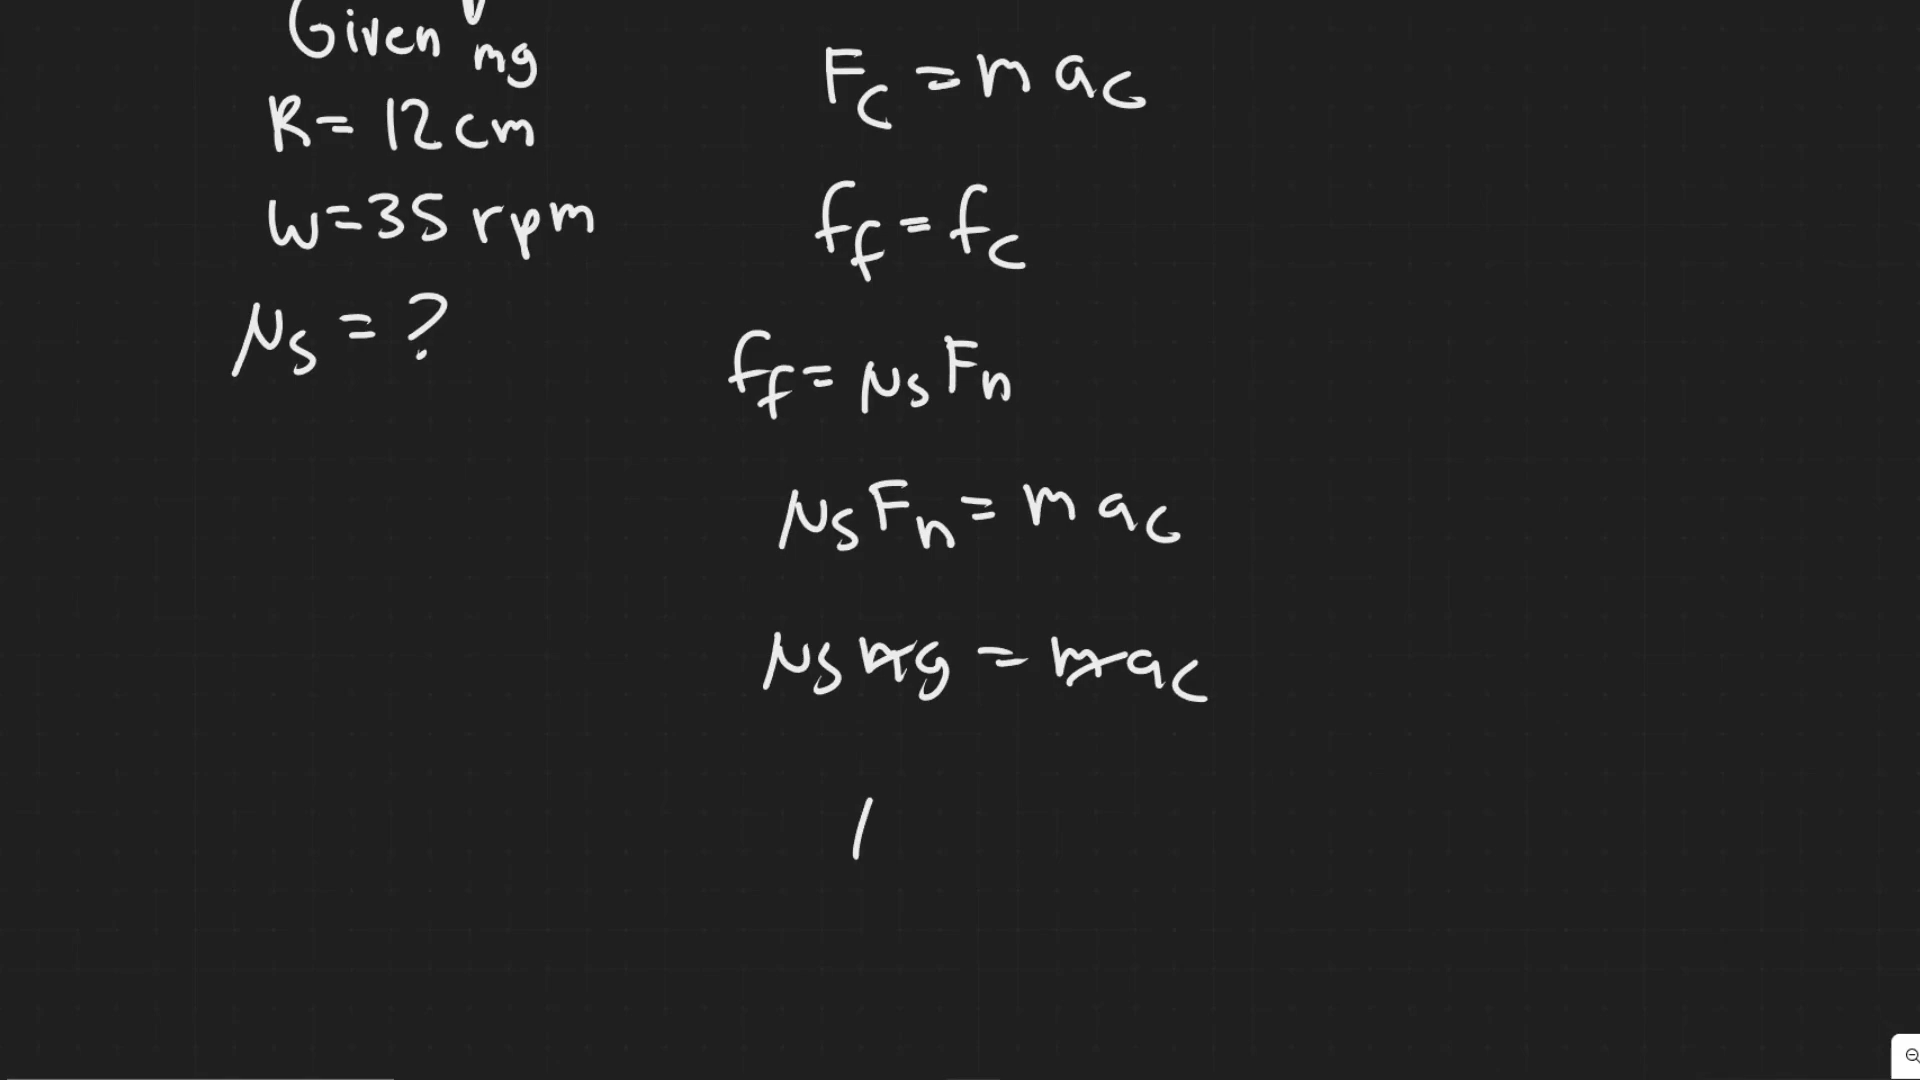 Given
mg
R = 12 cm
W = 35 rpm
μs = ?
Fc = m ac
ff = fc
ff = μs Fn
μs Fn = m ac
μs mg = mac